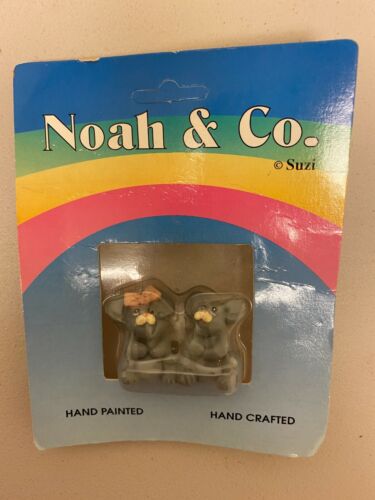 Noah & Co.
© Suzi
HAND PAINTED
HAND CRAFTED